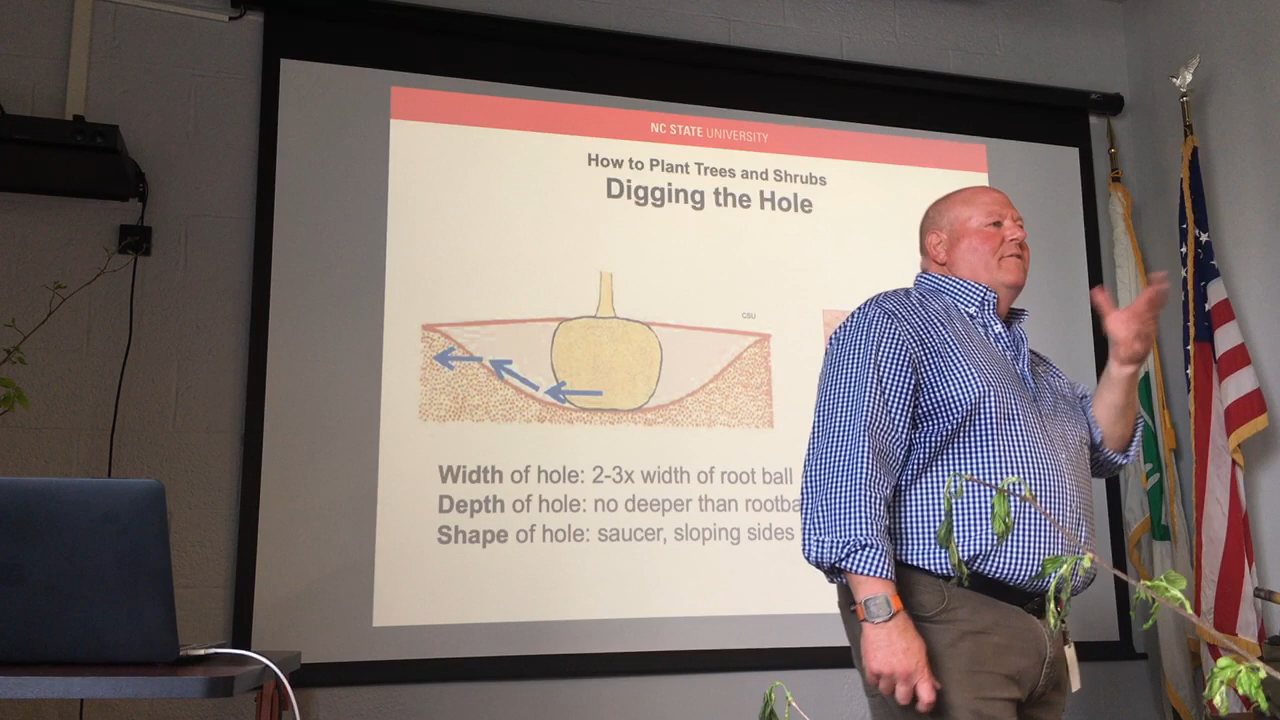 NC STATE UNIVERSITY
How to Plant Trees and Shrubs
Digging the Hole
CSU
Width of hole: 2-3x width of root ball
Depth of hole: no deeper than rootba
Shape of hole: saucer, sloping sides